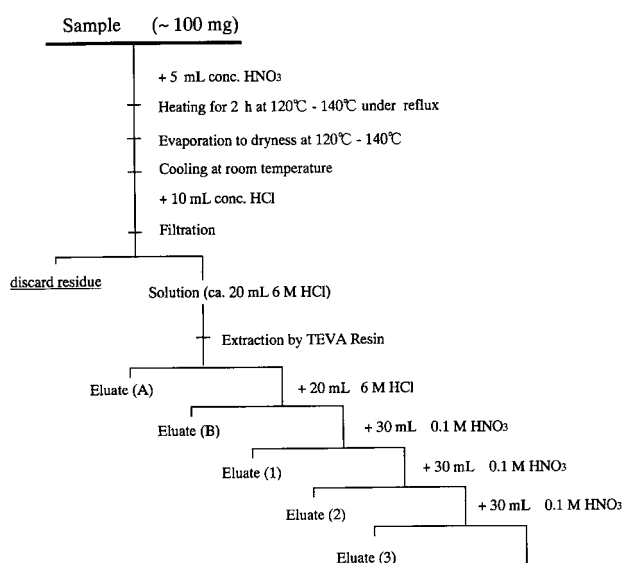 Sample (~ 100 mg)
+ 5 mL conc. HNO3
Heating for 2 h at 120℃ - 140℃ under reflux
Evaporation to dryness at 120℃ - 140℃
Cooling at room temperature
+ 10 mL conc. HCl
Filtration
discard residue
Solution (ca. 20 mL 6 M HCl)
Extraction by TEVA Resin
Eluate (A)
+ 20 mL 6 M HCl
Eluate (B)
+ 30 mL 0.1 M HNO3
Eluate (1)
+ 30 mL 0.1 M HNO3
Eluate (2)
+ 30 mL 0.1 M HNO3
Eluate (3)